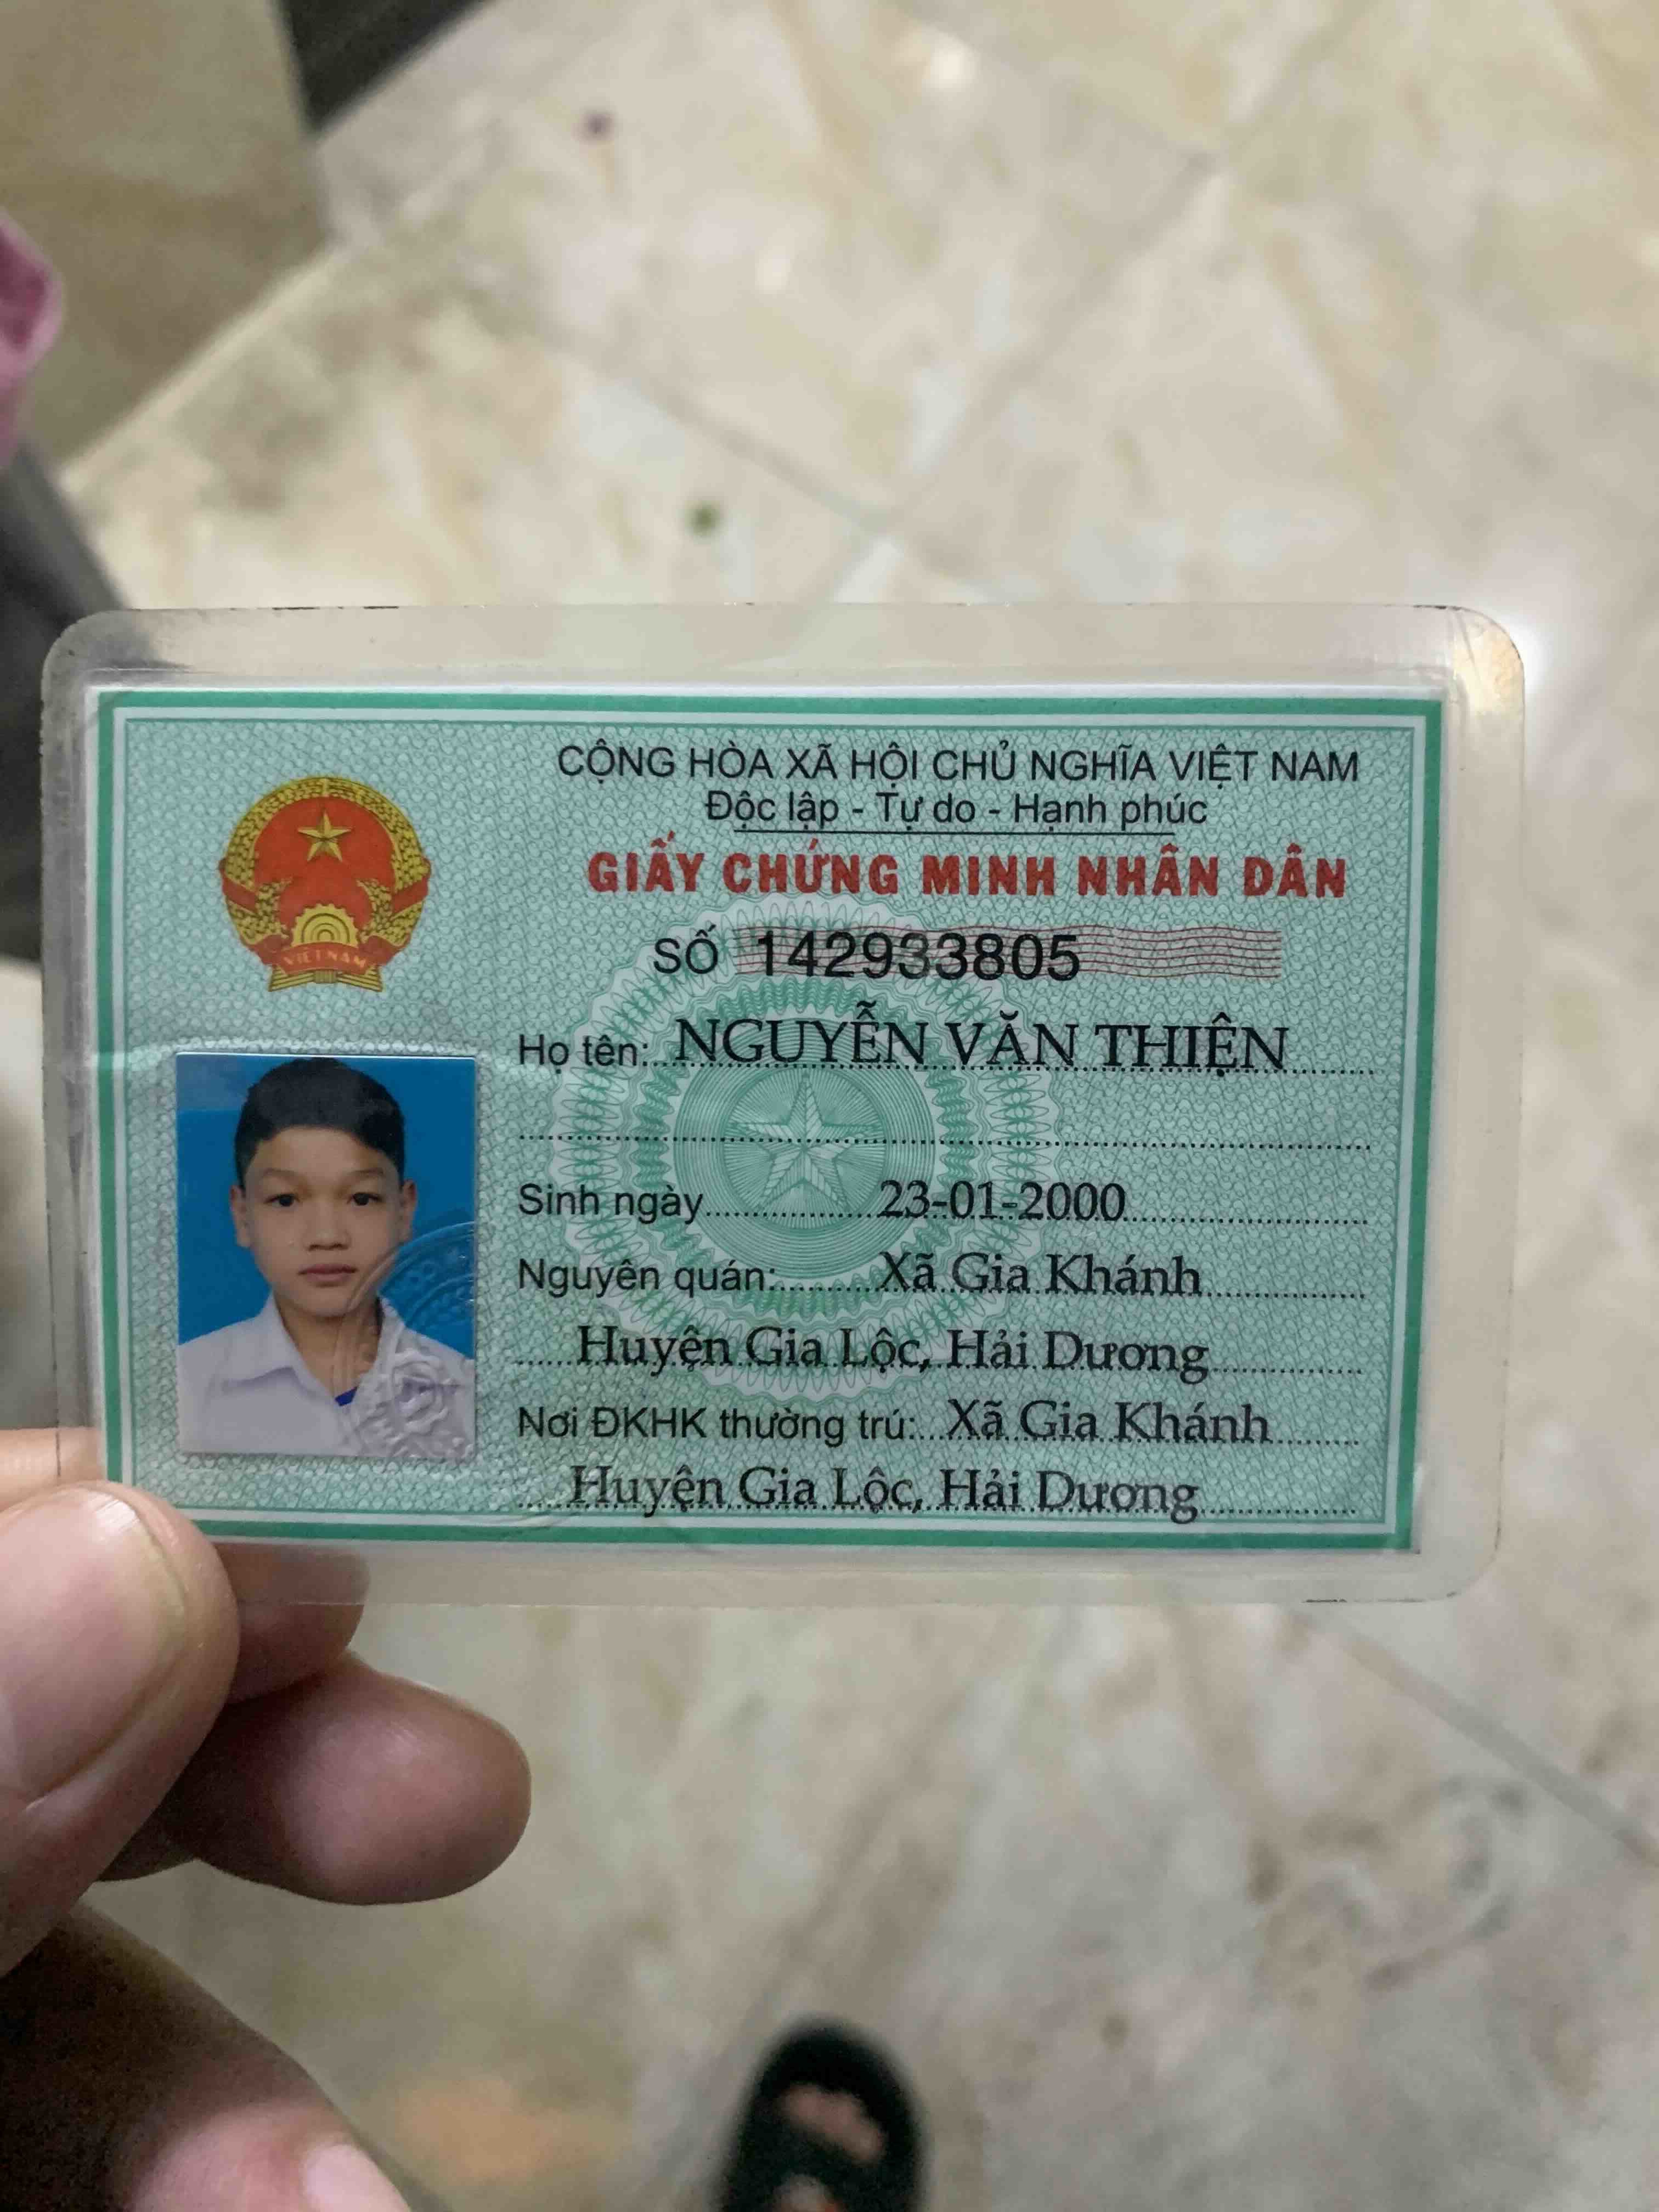 CỘNG HÒA XÃ HỘI CHỦ NGHĨA VIỆT NAM
Độc lập - Tự do - Hạnh phúc
GIẤY CHỨNG MINH NHÂN DÂN
SỐ 142933805
VIETNAM
Họ tên: NGUYỄN VĂN THIỆN
Sinh ngày 23-01-2000
Nguyên quán: Xã Gia Khánh
Huyện Gia Lộc, Hải Dương
Nơi ĐKHK thường trú: Xã Gia Khánh
Huyện Gia Lộc, Hải Dương